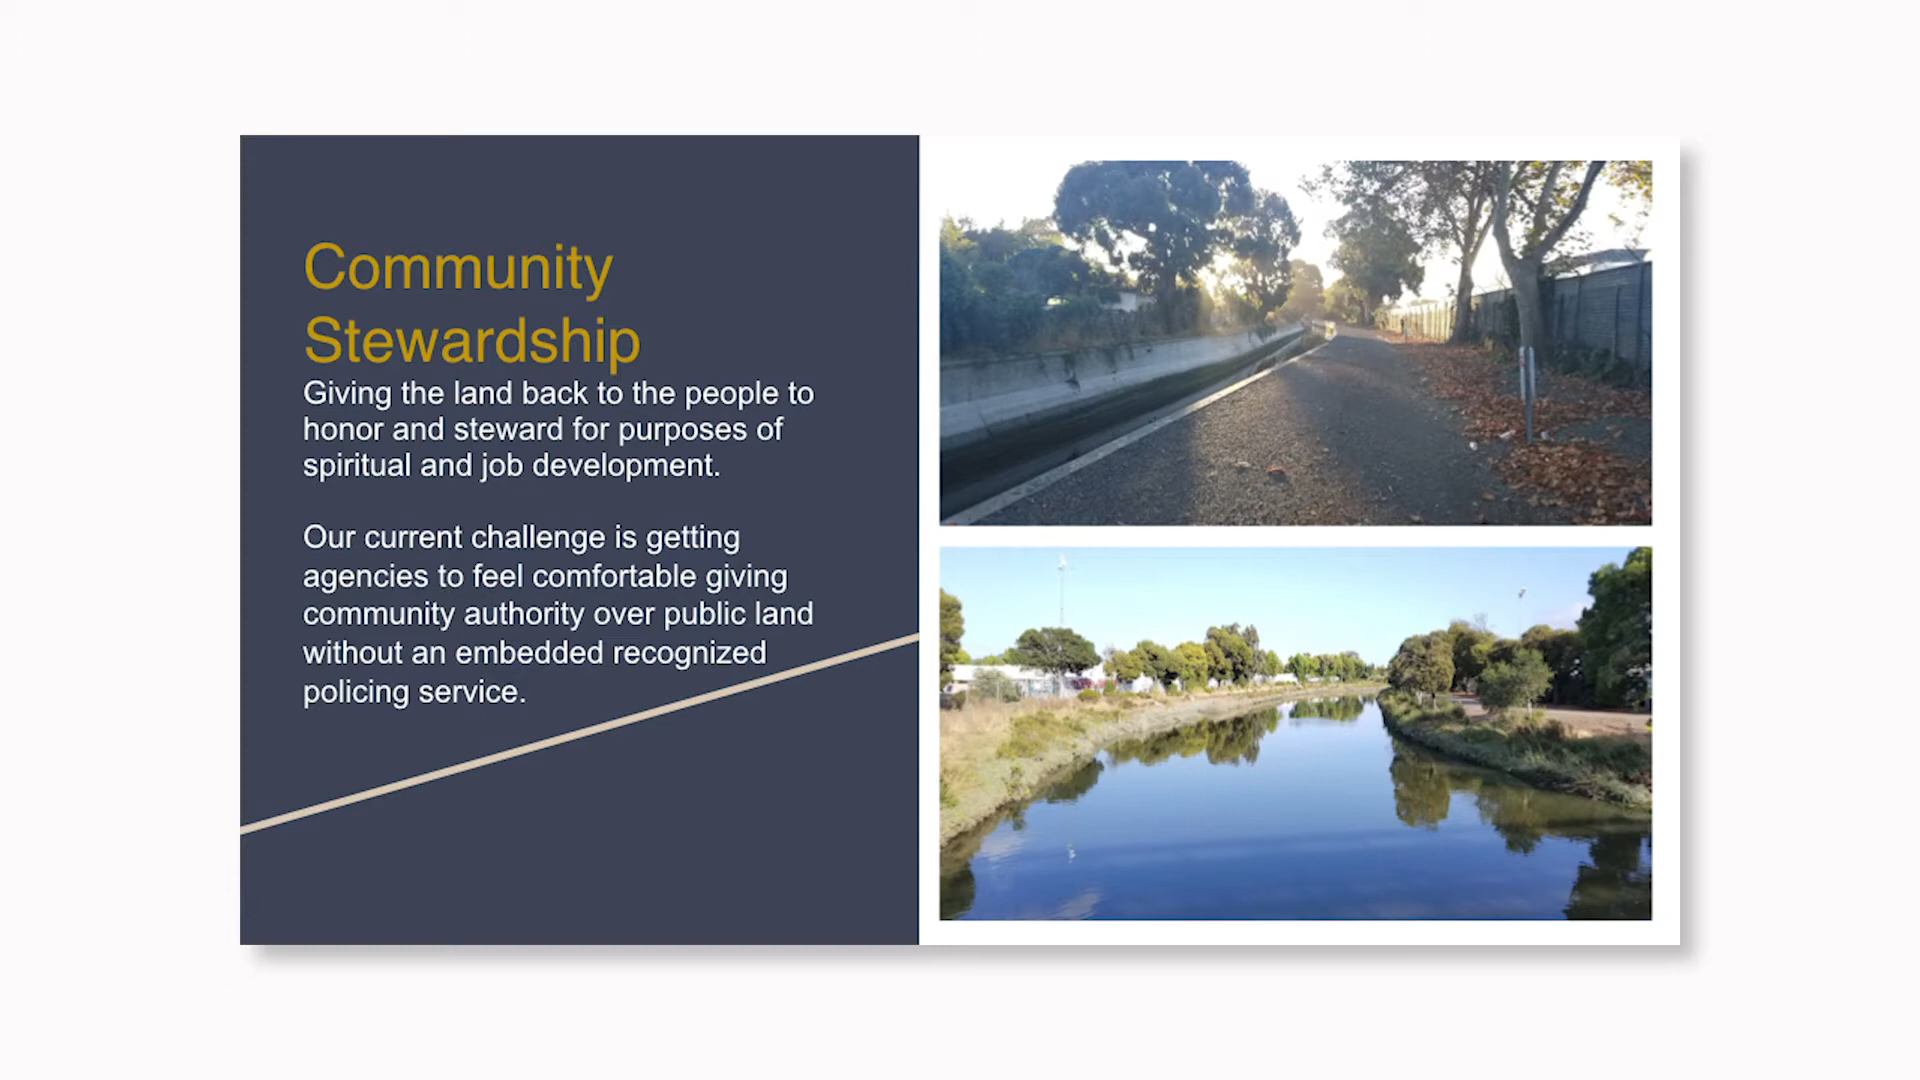 Community
Stewardship
Giving the land back to the people to
honor and steward for purposes of
spiritual and job development.
Our current challenge is getting
agencies to feel comfortable giving
community authority over public land
without an embedded recognized
policing service.